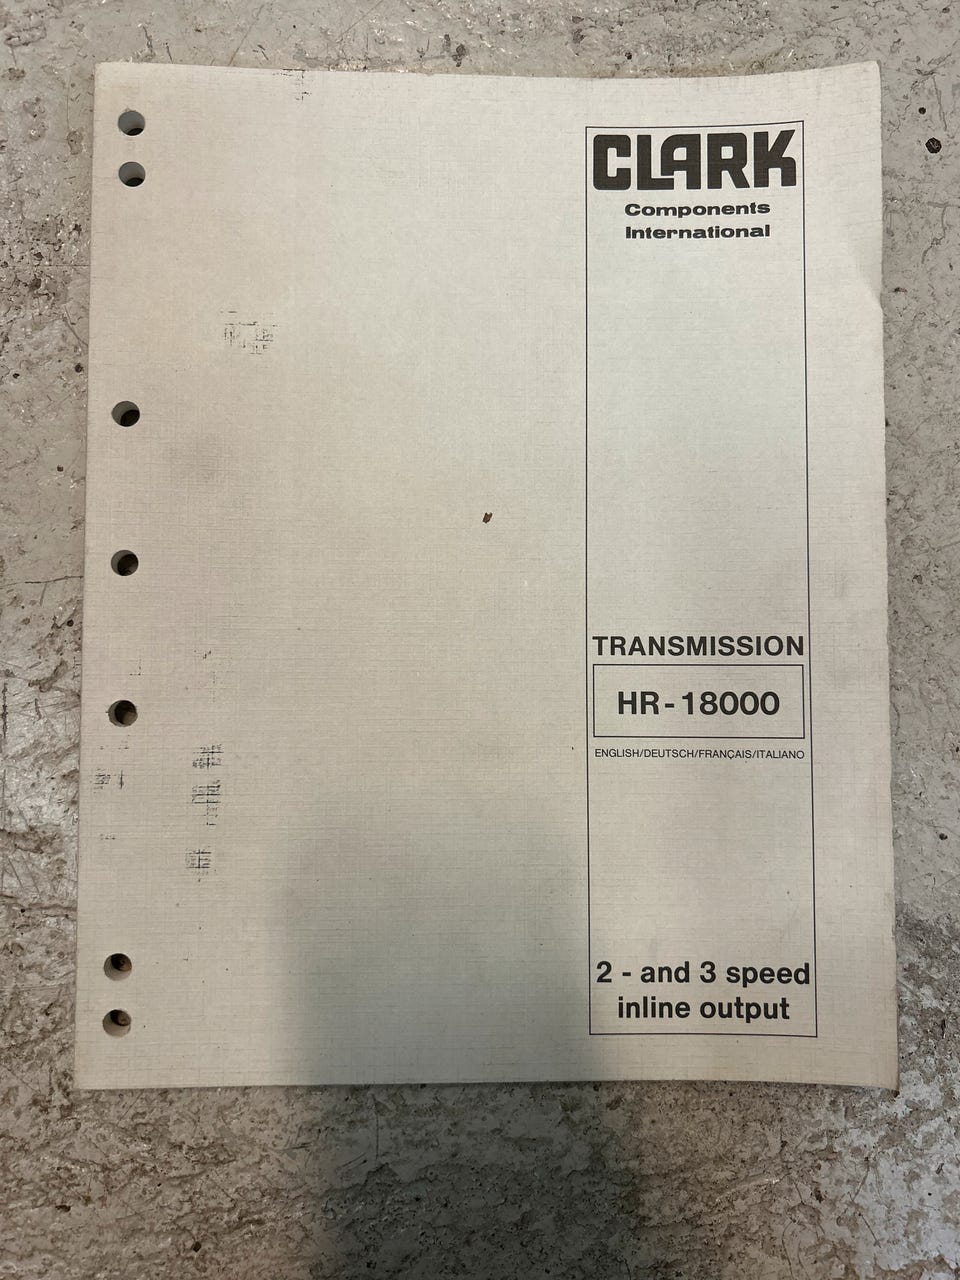 CLARK
Components
International
TRANSMISSION
HR-18000
ENGLISH/DEUTSCH/FRANÇAIS/ITALIANO
2 - and 3 speed
inline output